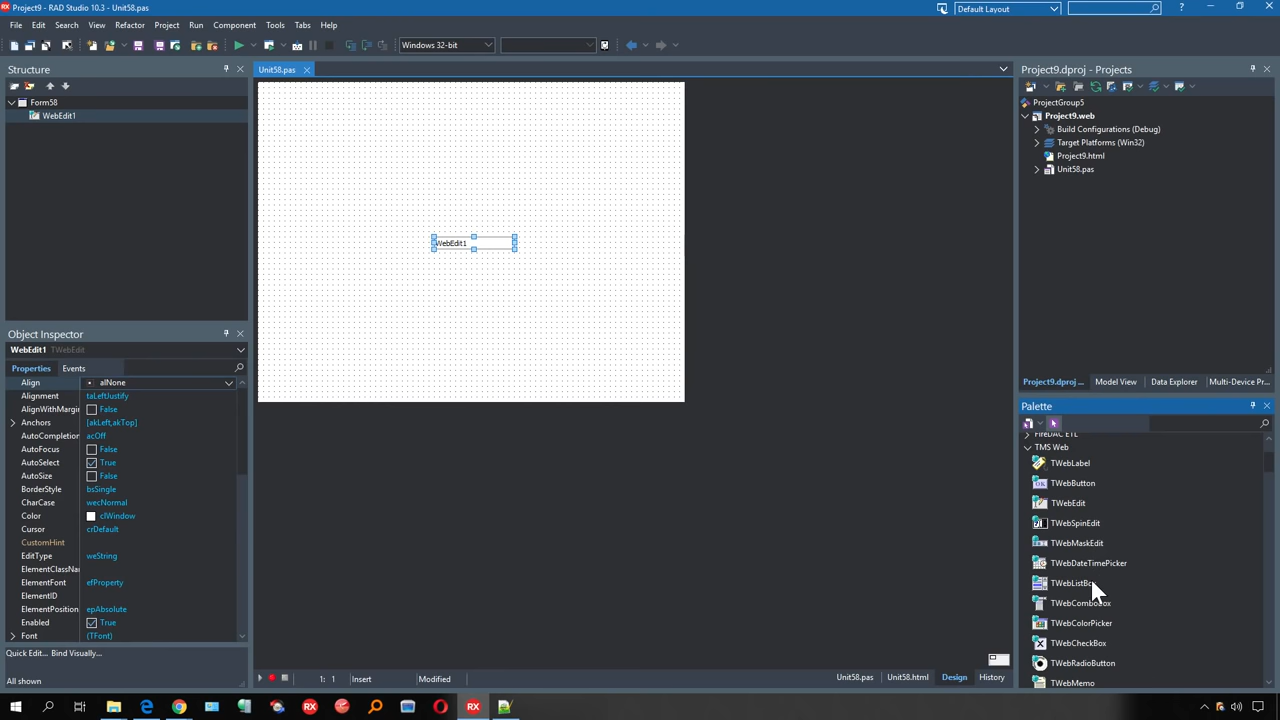 Project9 - RAD Studio 10.3 - Unit58.pas
Default Layout
File Edit Search View Refactor Project Run Component Tools Tabs Help
Windows 32-bit
Structure
Form58
WebEdit1
Unit58.pas
WebEdit1
Object Inspector
WebEdit1 TWebEdit
Properties Events
Align alNone
Alignment taLeftJustify
AlignWithMargin False
Anchors [akLeft,akTop]
AutoCompletion acOff
AutoFocus False
AutoSelect True
AutoSize False
BorderStyle bsSingle
CharCase wecNormal
Color clWindow
Cursor crDefault
CustomHint
EditType weString
ElementClassNam
ElementFont efProperty
ElementID
ElementPosition epAbsolute
Enabled True
Font (TFont)
Quick Edit... Bind Visually...
All shown
1: 1 Insert Modified
Unit58.pas Unit58.html Design History
Project9.dproj - Projects
ProjectGroup5
Project9.web
Build Configurations (Debug)
Target Platforms (Win32)
Project9.html
Unit58.pas
Project9.dproj ... Model View Data Explorer Multi-Device Pr...
Palette
FireDAC ETL
TMS Web
TWebLabel
TWebButton
TWebEdit
TWebSpinEdit
TWebMaskEdit
TWebDateTimePicker
TWebListBox
TWebComboBox
TWebColorPicker
TWebCheckBox
TWebRadioButton
TWebMemo